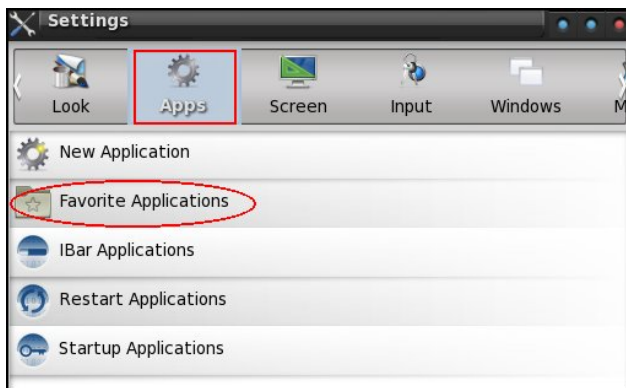 Settings
Look Apps Screen Input Windows M
New Application
Favorite Applications
IBar Applications
Restart Applications
Startup Applications